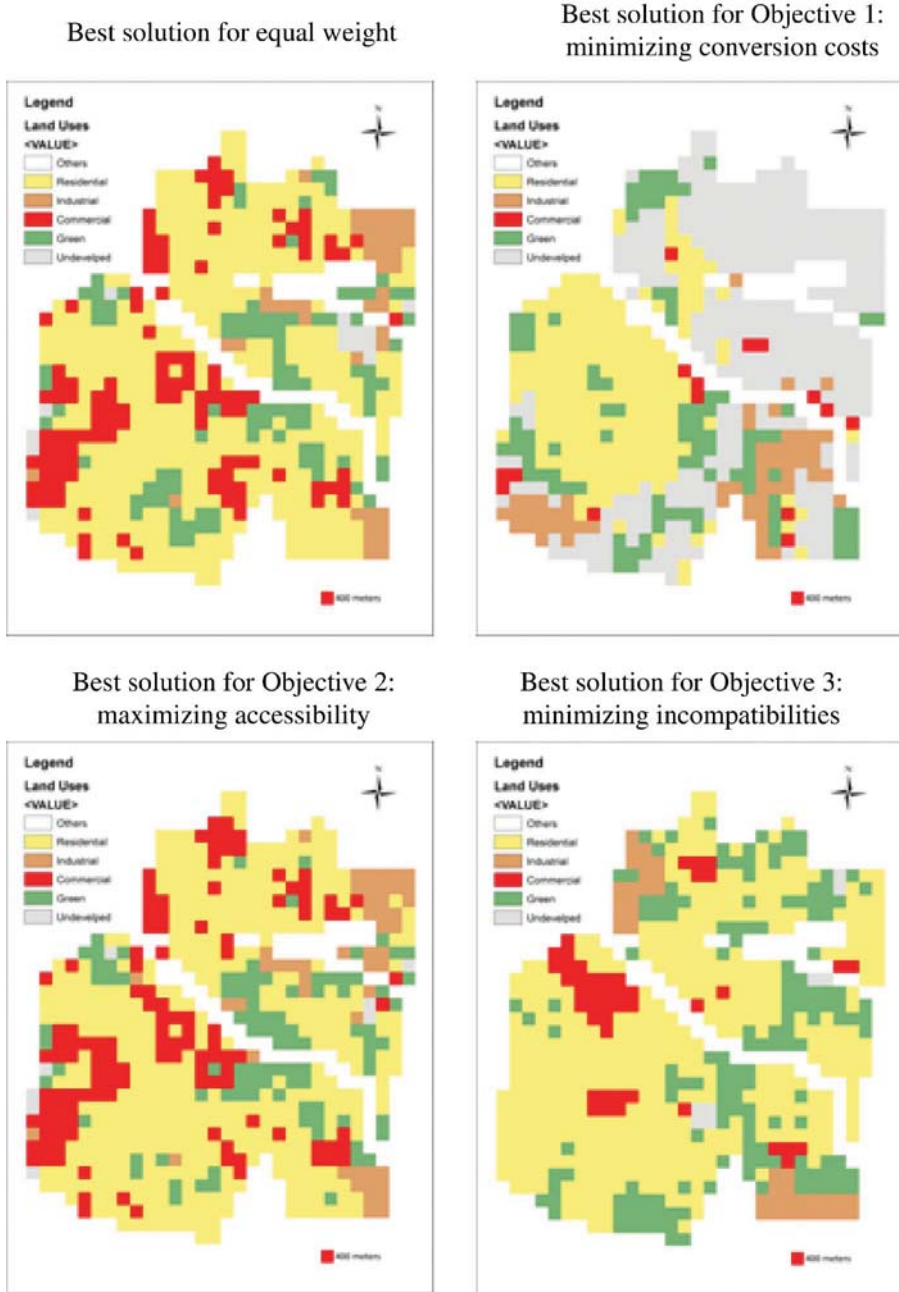 Best solution for equal weight
Best solution for Objective 1:
minimizing conversion costs
Legend
Land Uses
<VALUE>
Others
Residential
Industrial
Commercial
Green
Undevelped
N
400 meters
Legend
Land Uses
<VALUE>
Others
Residential
Industrial
Commercial
Green
Undevelped
N
400 meters
Best solution for Objective 2:
maximizing accessibility
Best solution for Objective 3:
minimizing incompatibilities
Legend
Land Uses
<VALUE>
Others
Residential
Industrial
Commercial
Green
Undevelped
N
400 meters
Legend
Land Uses
<VALUE>
Others
Residential
Industrial
Commercial
Green
Undevelped
N
400 meters